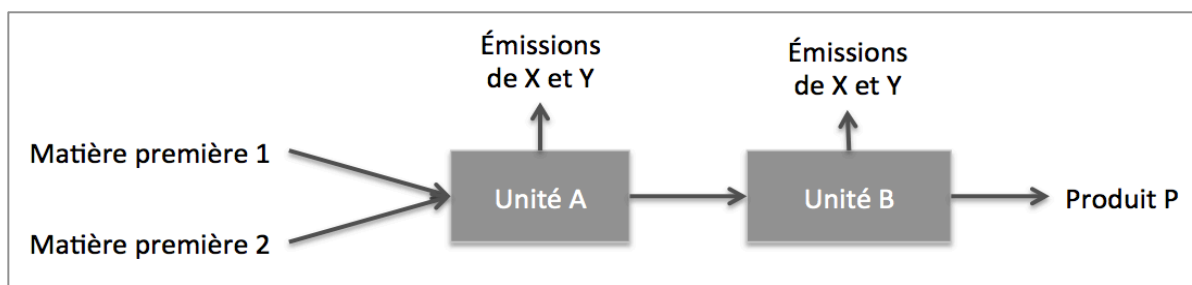 Émissions
de X et Y
Émissions
de X et Y
Matière première 1
Matière première 2
Unité A
Unité B
Produit P